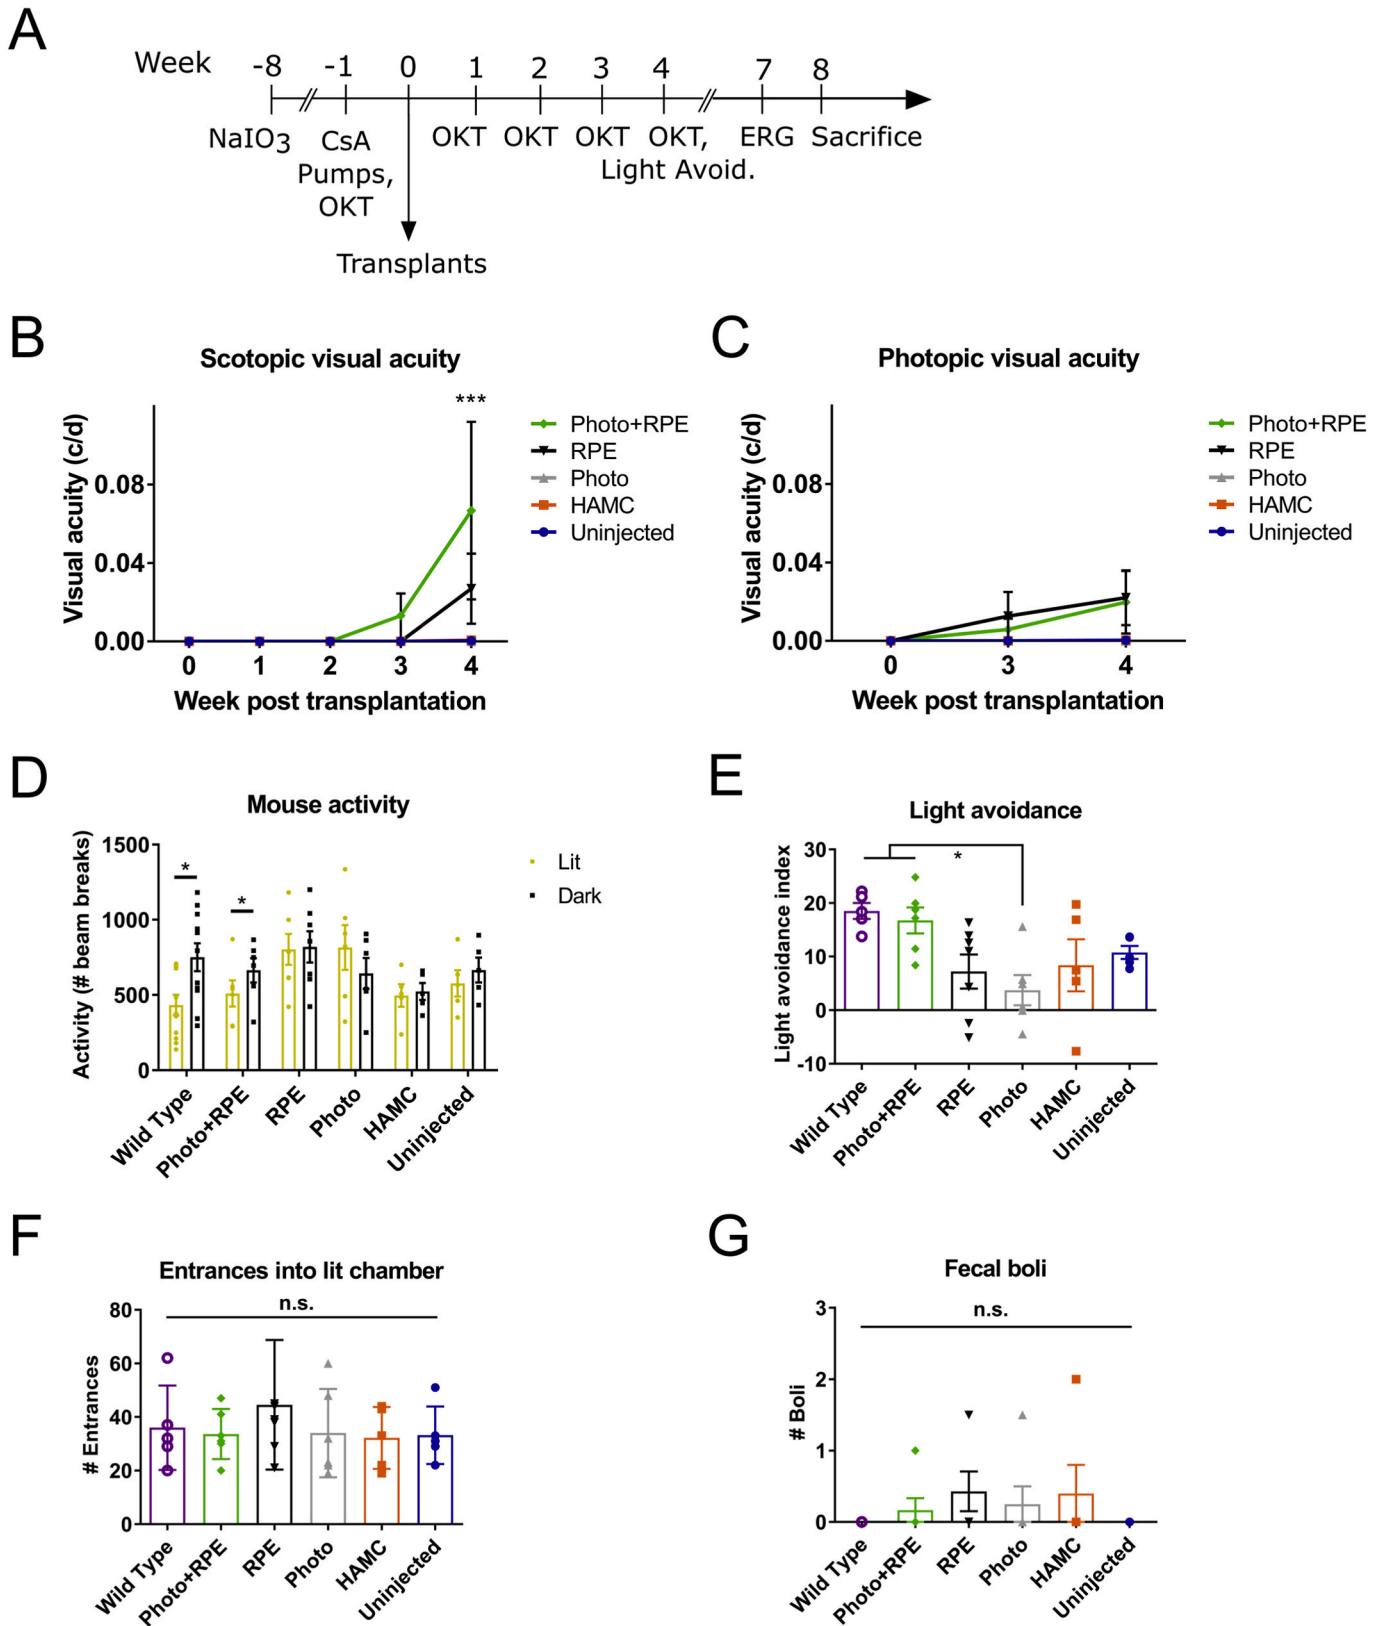 A
Week -8 -1 0 1 2 3 4 7 8
NaIO3 CsA OKT OKT OKT OKT, ERG Sacrifice
Pumps, Light Avoid.
OKT
Transplants
B
Scotopic visual acuity
***
Visual acuity (c/d)
0.08
0.04
0.00
0 1 2 3 4
Week post transplantation
Photo+RPE
RPE
Photo
HAMC
Uninjected
C
Photopic visual acuity
Visual acuity (c/d)
0.08
0.04
0.00
0 3 4
Week post transplantation
Photo+RPE
RPE
Photo
HAMC
Uninjected
D
Mouse activity
Activity (# beam breaks)
1500
1000
500
0
* *
Lit
Dark
Wild Type
Photo+RPE
RPE
Photo
HAMC
Uninjected
E
Light avoidance
Light avoidance index
30
20
10
0
-10
*
Wild Type
Photo+RPE
RPE
Photo
HAMC
Uninjected
F
Entrances into lit chamber
n.s.
# Entrances
80
60
40
20
0
Wild Type
Photo+RPE
RPE
Photo
HAMC
Uninjected
G
Fecal boli
n.s.
# Boli
3
2
1
0
Wild Type
Photo+RPE
RPE
Photo
HAMC
Uninjected